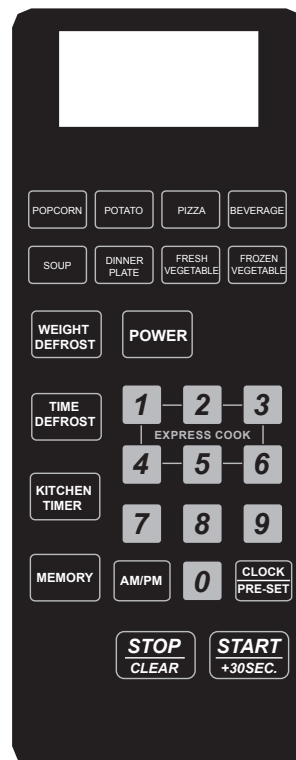 POPCORN POTATO PIZZA BEVERAGE
SOUP DINNER PLATE FRESH VEGETABLE FROZEN VEGETABLE
WEIGHT DEFROST POWER
TIME DEFROST
1 2 3
EXPRESS COOK
4 5 6
KITCHEN TIMER
7 8 9
MEMORY AM/PM 0 CLOCK PRE-SET
STOP CLEAR START +30SEC.